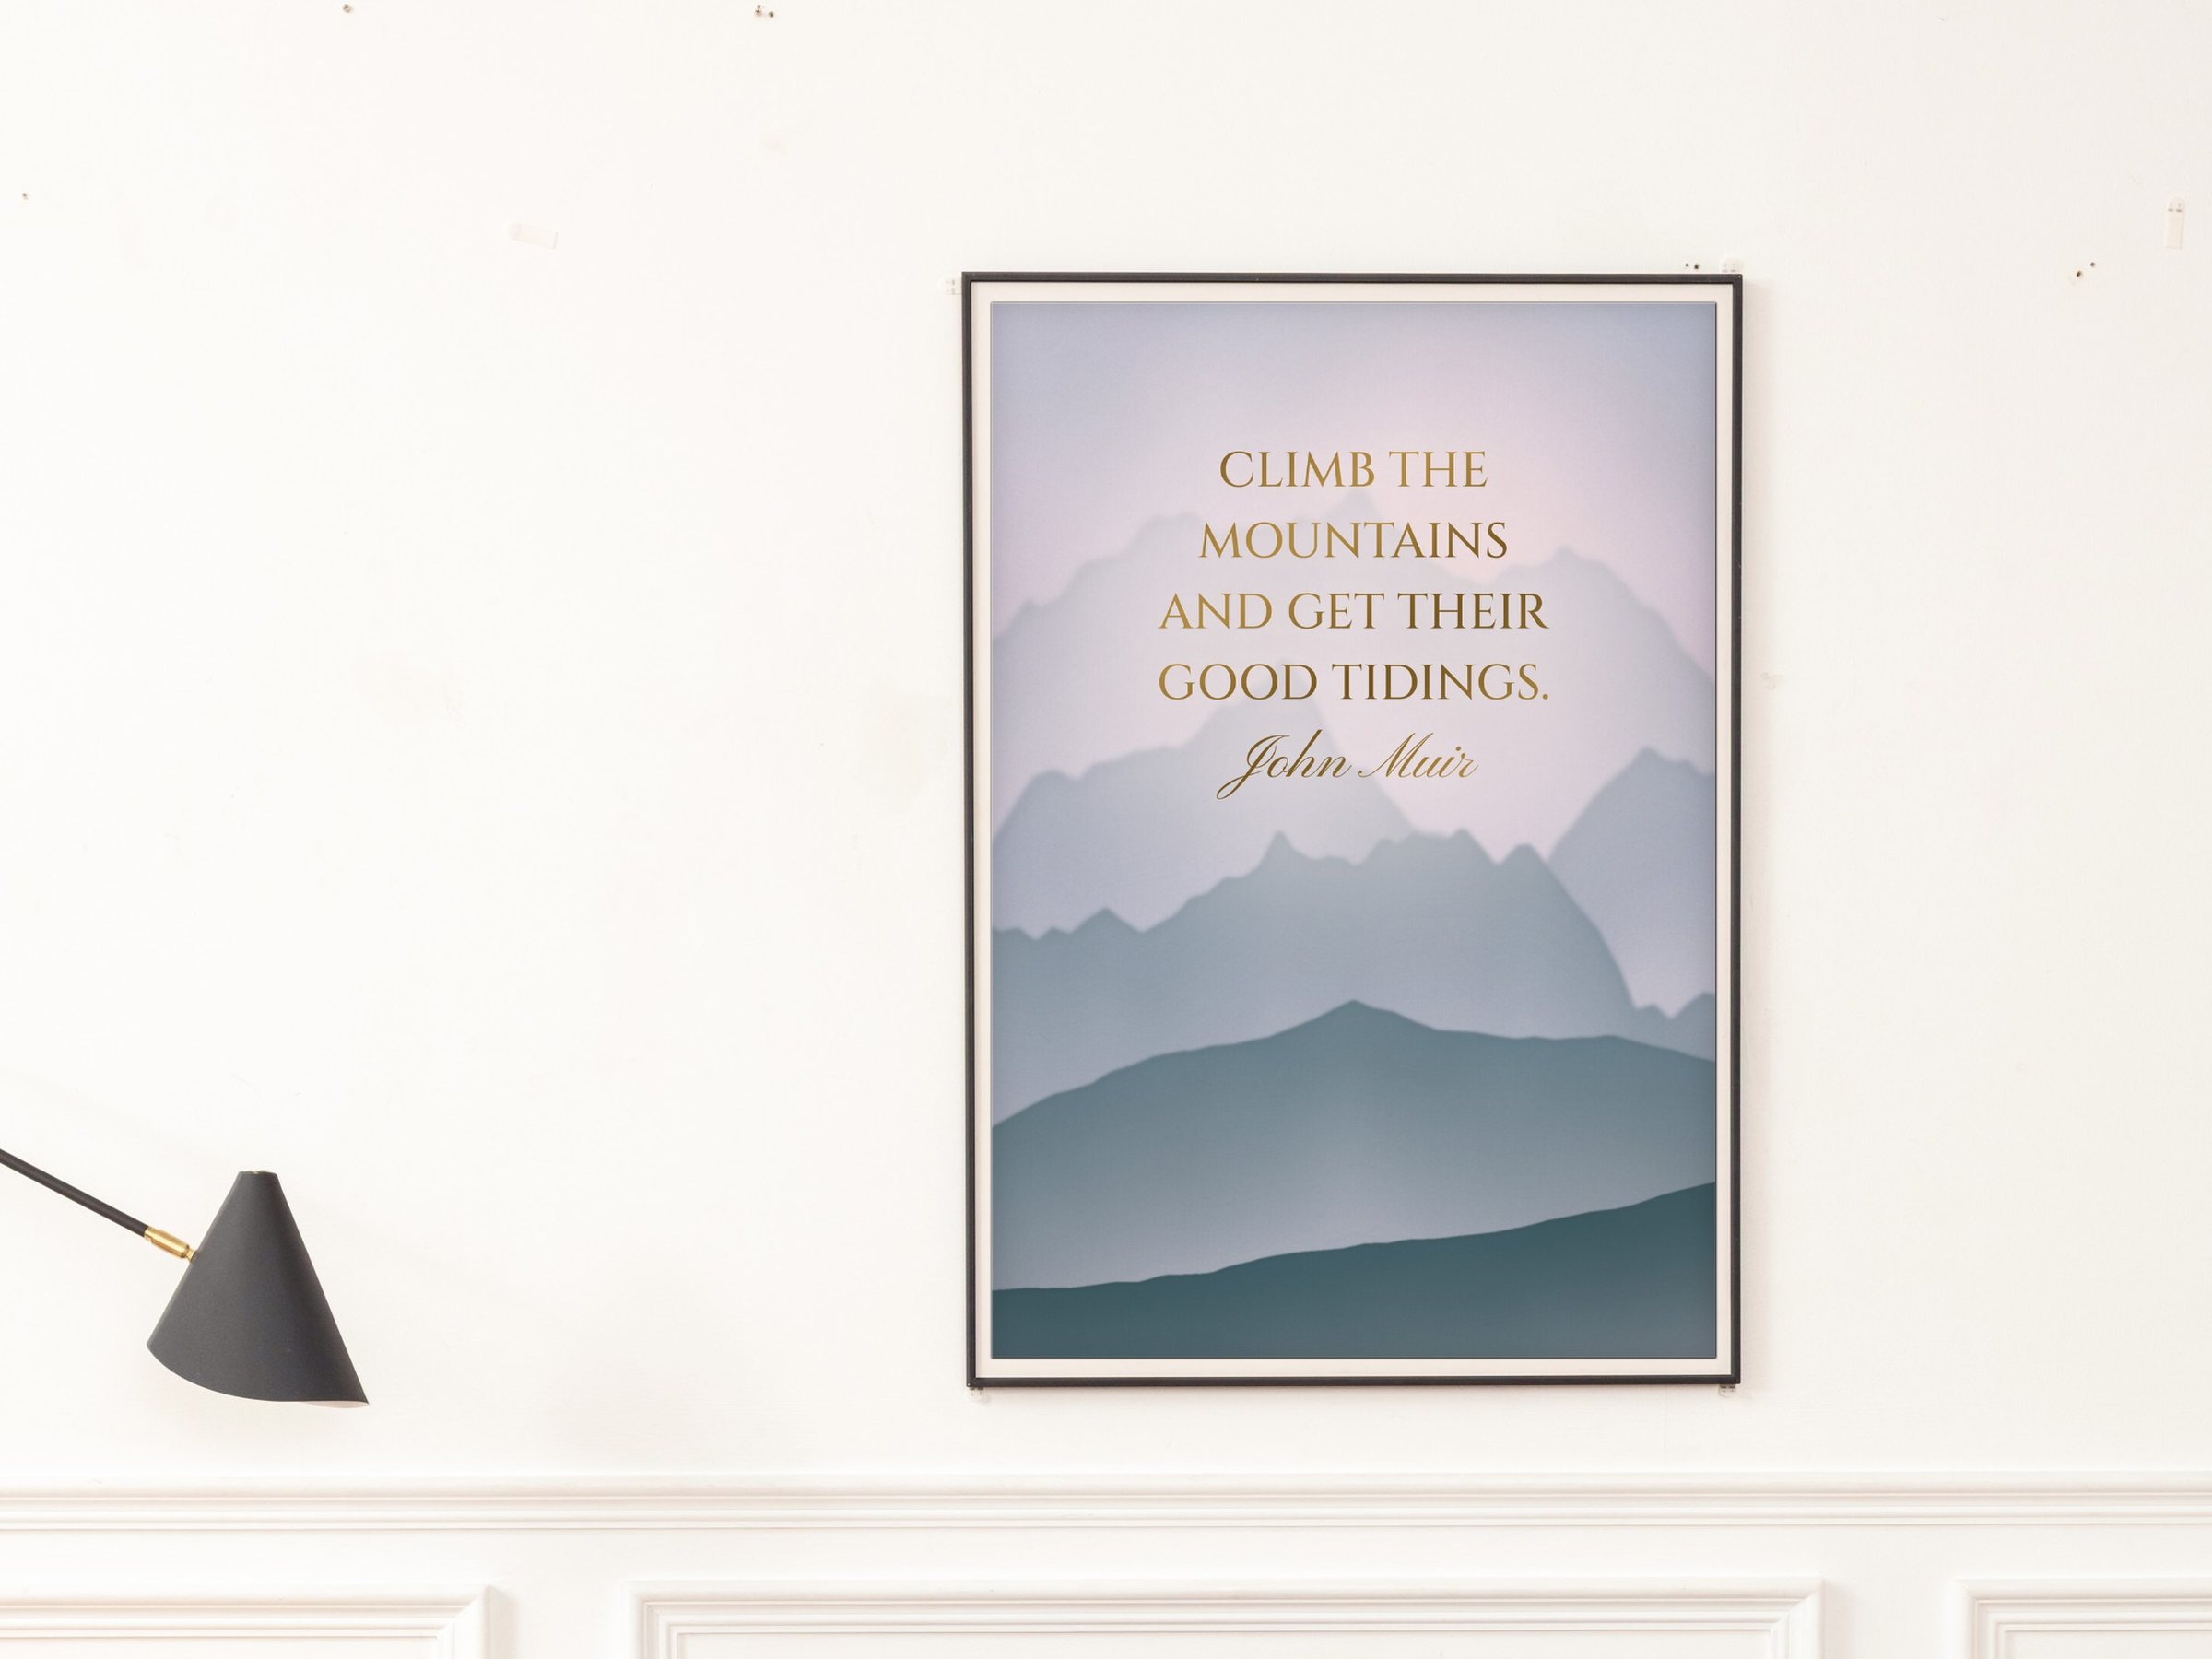 CLIMB THE
MOUNTAINS
AND GET THEIR
GOOD TIDINGS.
John Muir